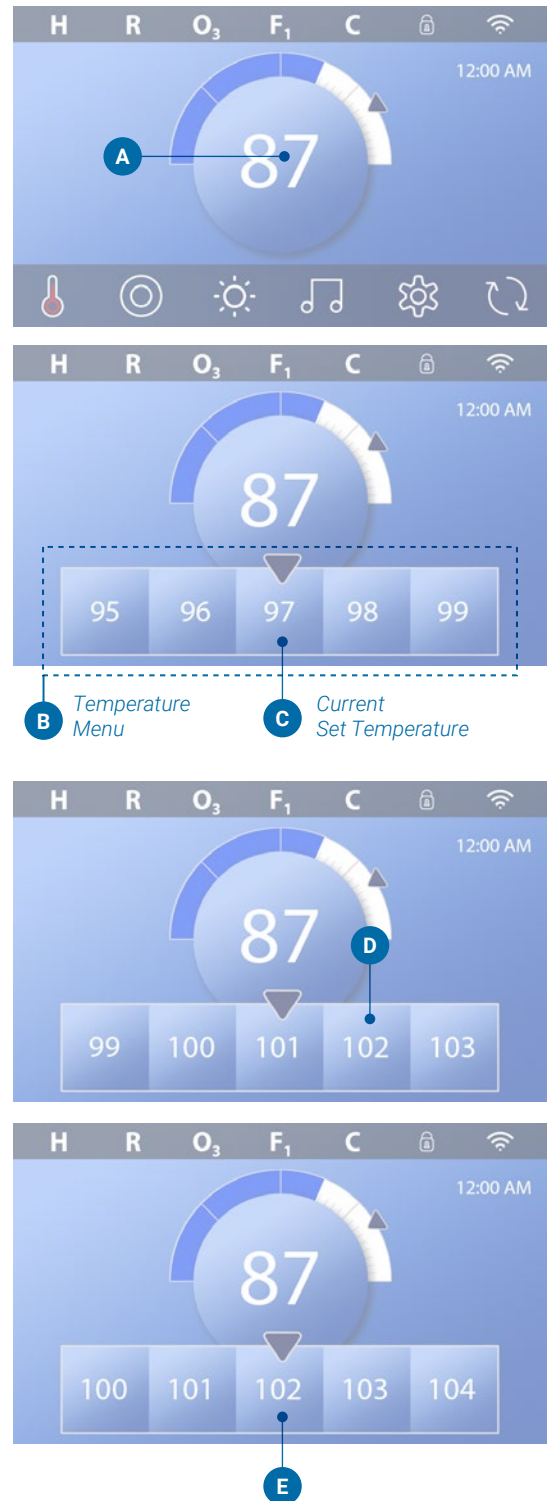 H R O₃ F₁ C
12:00 AM
A
87
H R O₃ F₁ C
12:00 AM
87
95 96 97 98 99
B Temperature Menu
C Current Set Temperature
H R O₃ F₁ C
12:00 AM
87
D
99 100 101 102 103
H R O₃ F₁ C
12:00 AM
87
100 101 102 103 104
E